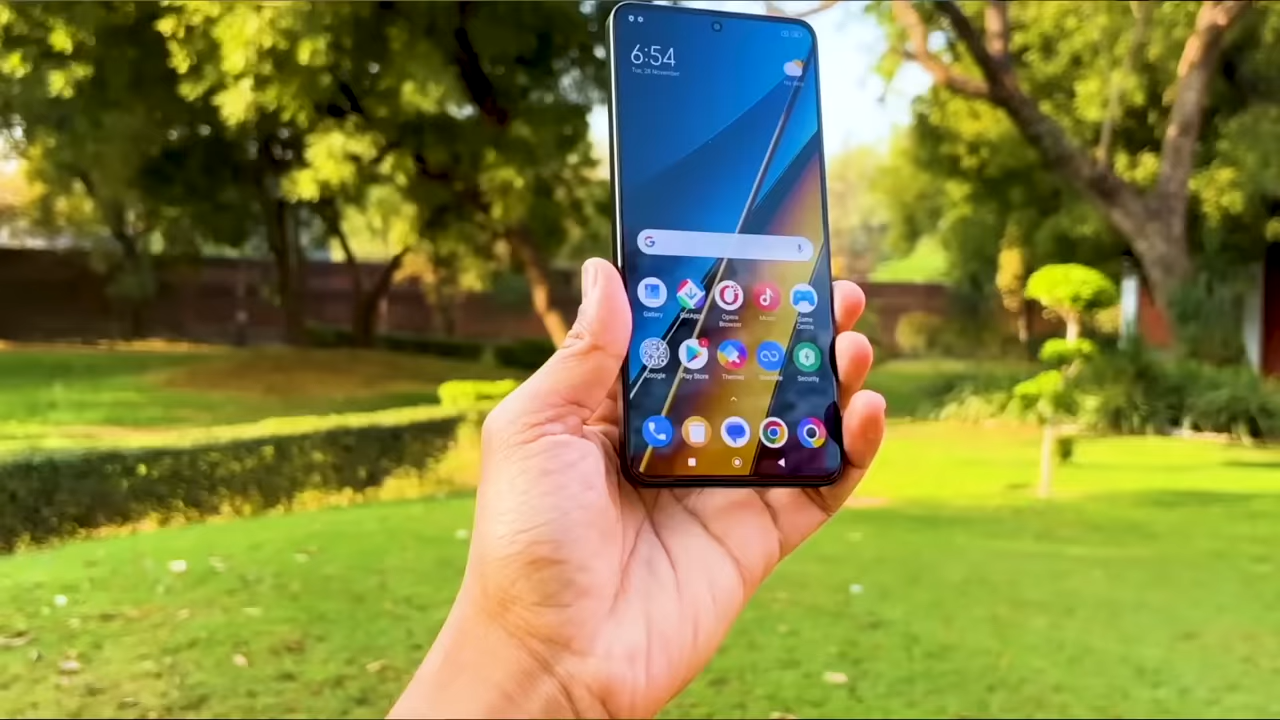 6:54
Tue, 28 November
Gallery
GetApps
Opera
Browser
Music
Game
Centre
Google
Play Store
Themes
Security